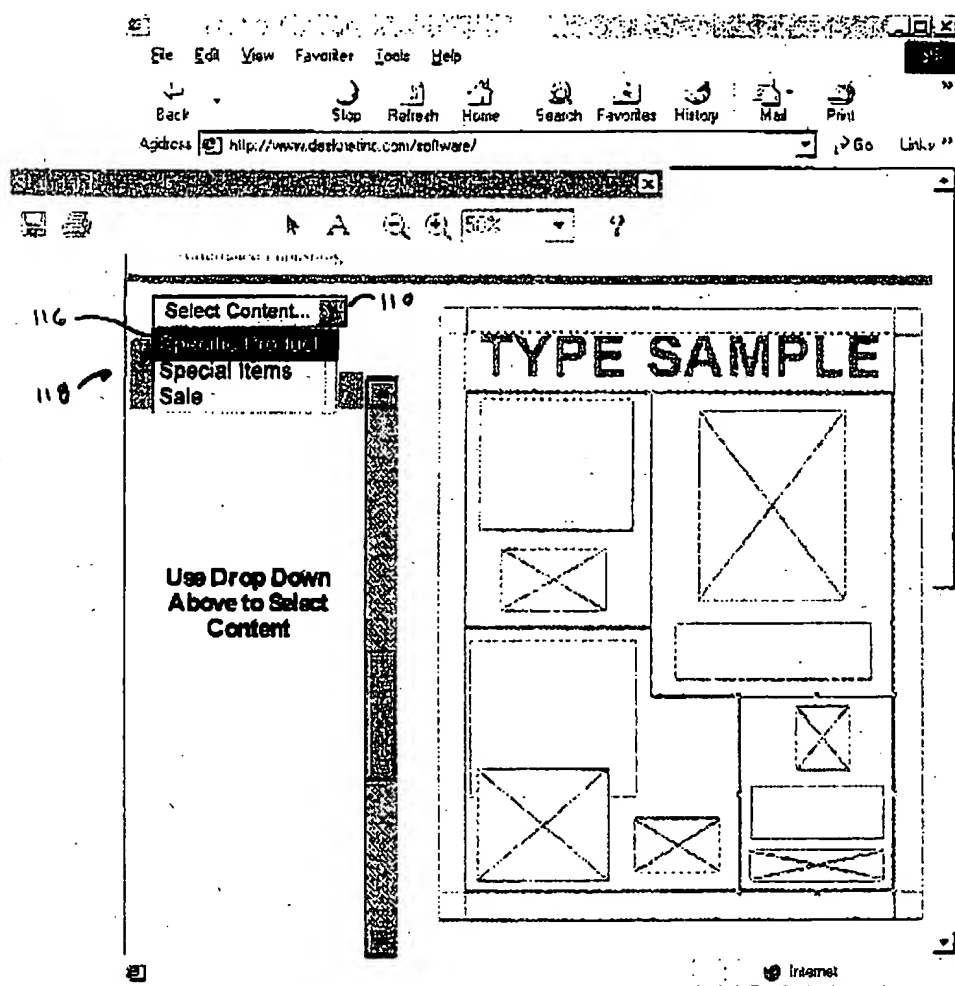 File Edit View Favorites Tools Help
Back Stop Refresh Home Search Favorites History Mail Print »
Address http://www.desknetinc.com/software/ Go Links »
50% ?
Select Content... 110
116 Specific Product
118 Special Items
Sale
TYPE SAMPLE
Use Drop Down
Above to Select
Content
Internet